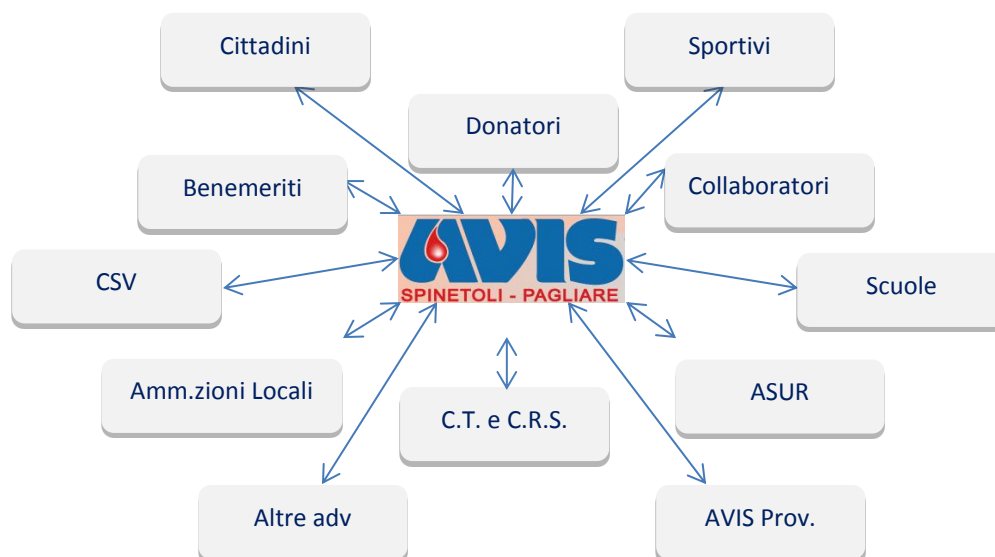 Cittadini
Sportivi
Donatori
Benemeriti
Collaboratori
AVIS
SPINETOLI - PAGLIARE
CSV
Scuole
Amm.zioni Locali
C.T. e C.R.S.
ASUR
Altre adv
AVIS Prov.